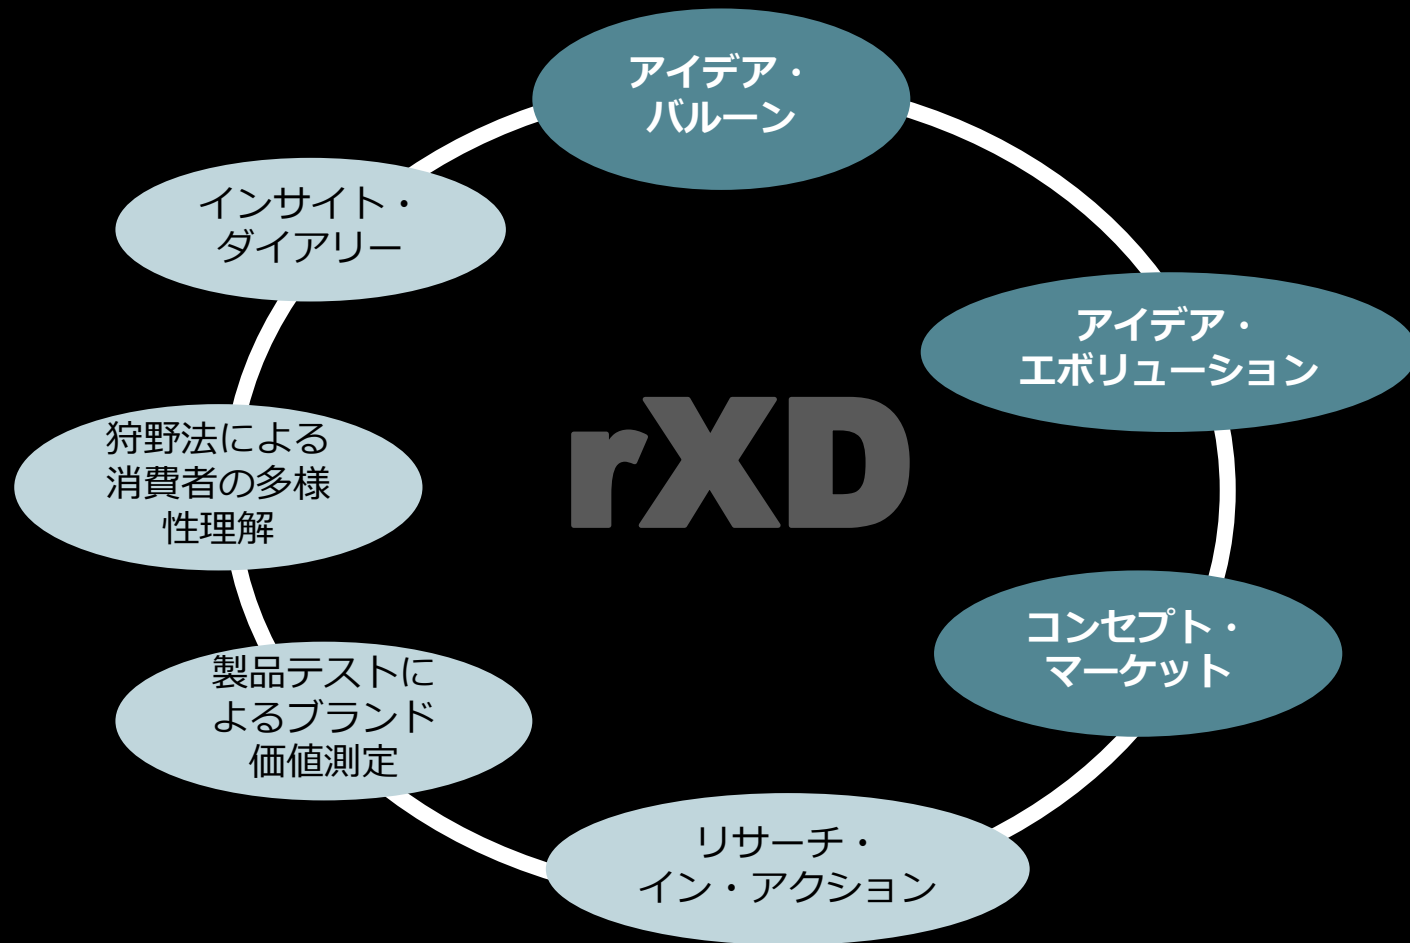 アイデア・
バルーン
インサイト・
ダイアリー
アイデア・
エボリューション
rXD
狩野法による
消費者の多様
性理解
コンセプト・
マーケット
製品テストに
よるブランド
価値測定
リサーチ・
イン・アクション